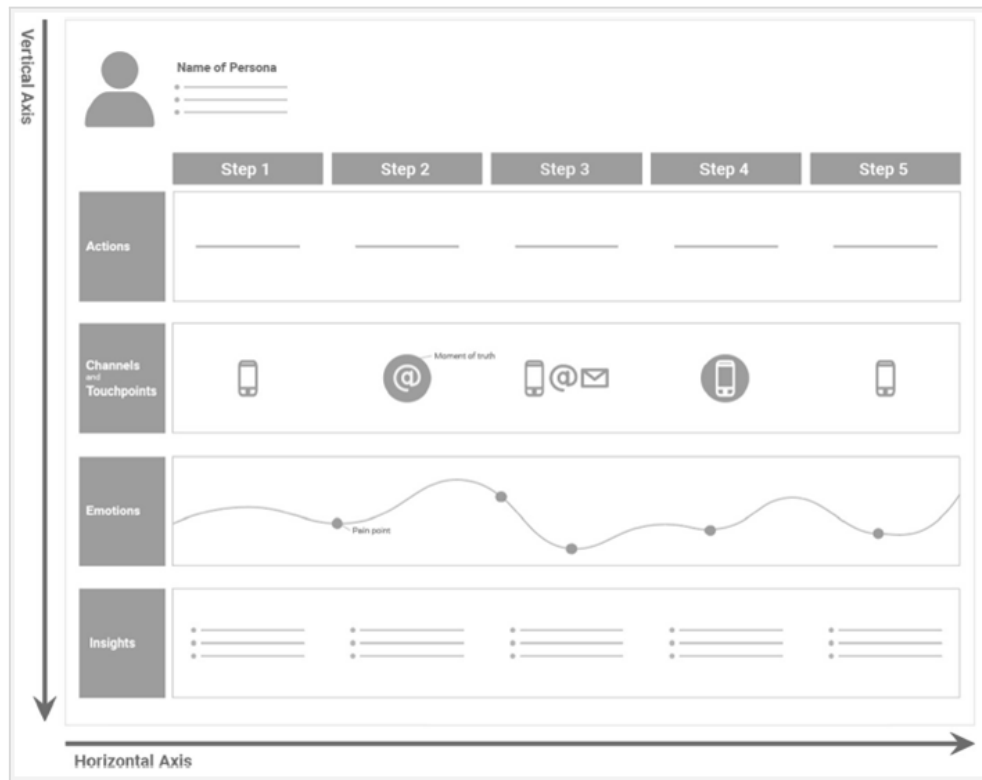 Vertical Axis
Name of Persona
Step 1
Step 2
Step 3
Step 4
Step 5
Actions
Channels
and
Touchpoints
@
Moment of truth
@
Emotions
Pain point
Insights
Horizontal Axis